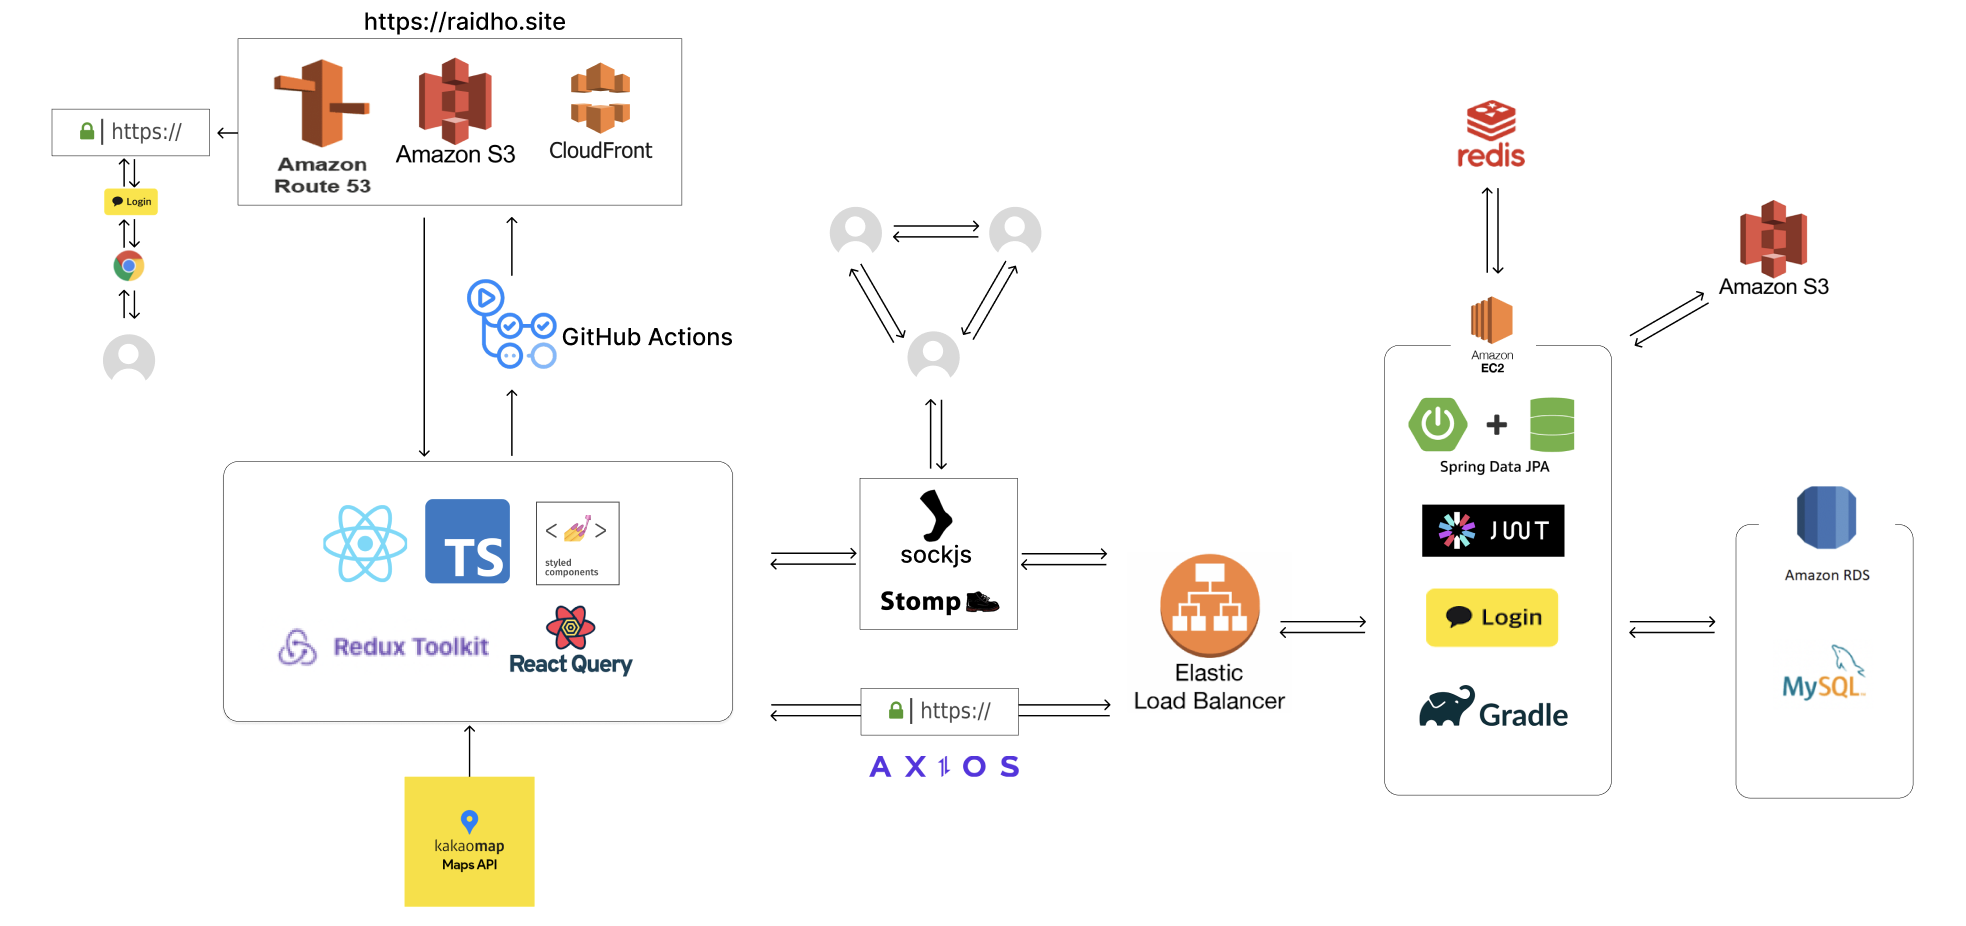 https://raidho.site
Amazon
Route 53
Amazon S3
CloudFront
https://
Login
GitHub Actions
TS
< >
styled
components
Redux Toolkit
React Query
kakaomap
Maps API
sockjs
Stomp
https://
AXIOS
Elastic
Load Balancer
redis
Amazon S3
Amazon
EC2
+
Spring Data JPA
JWT
Login
Gradle
Amazon RDS
MySQL